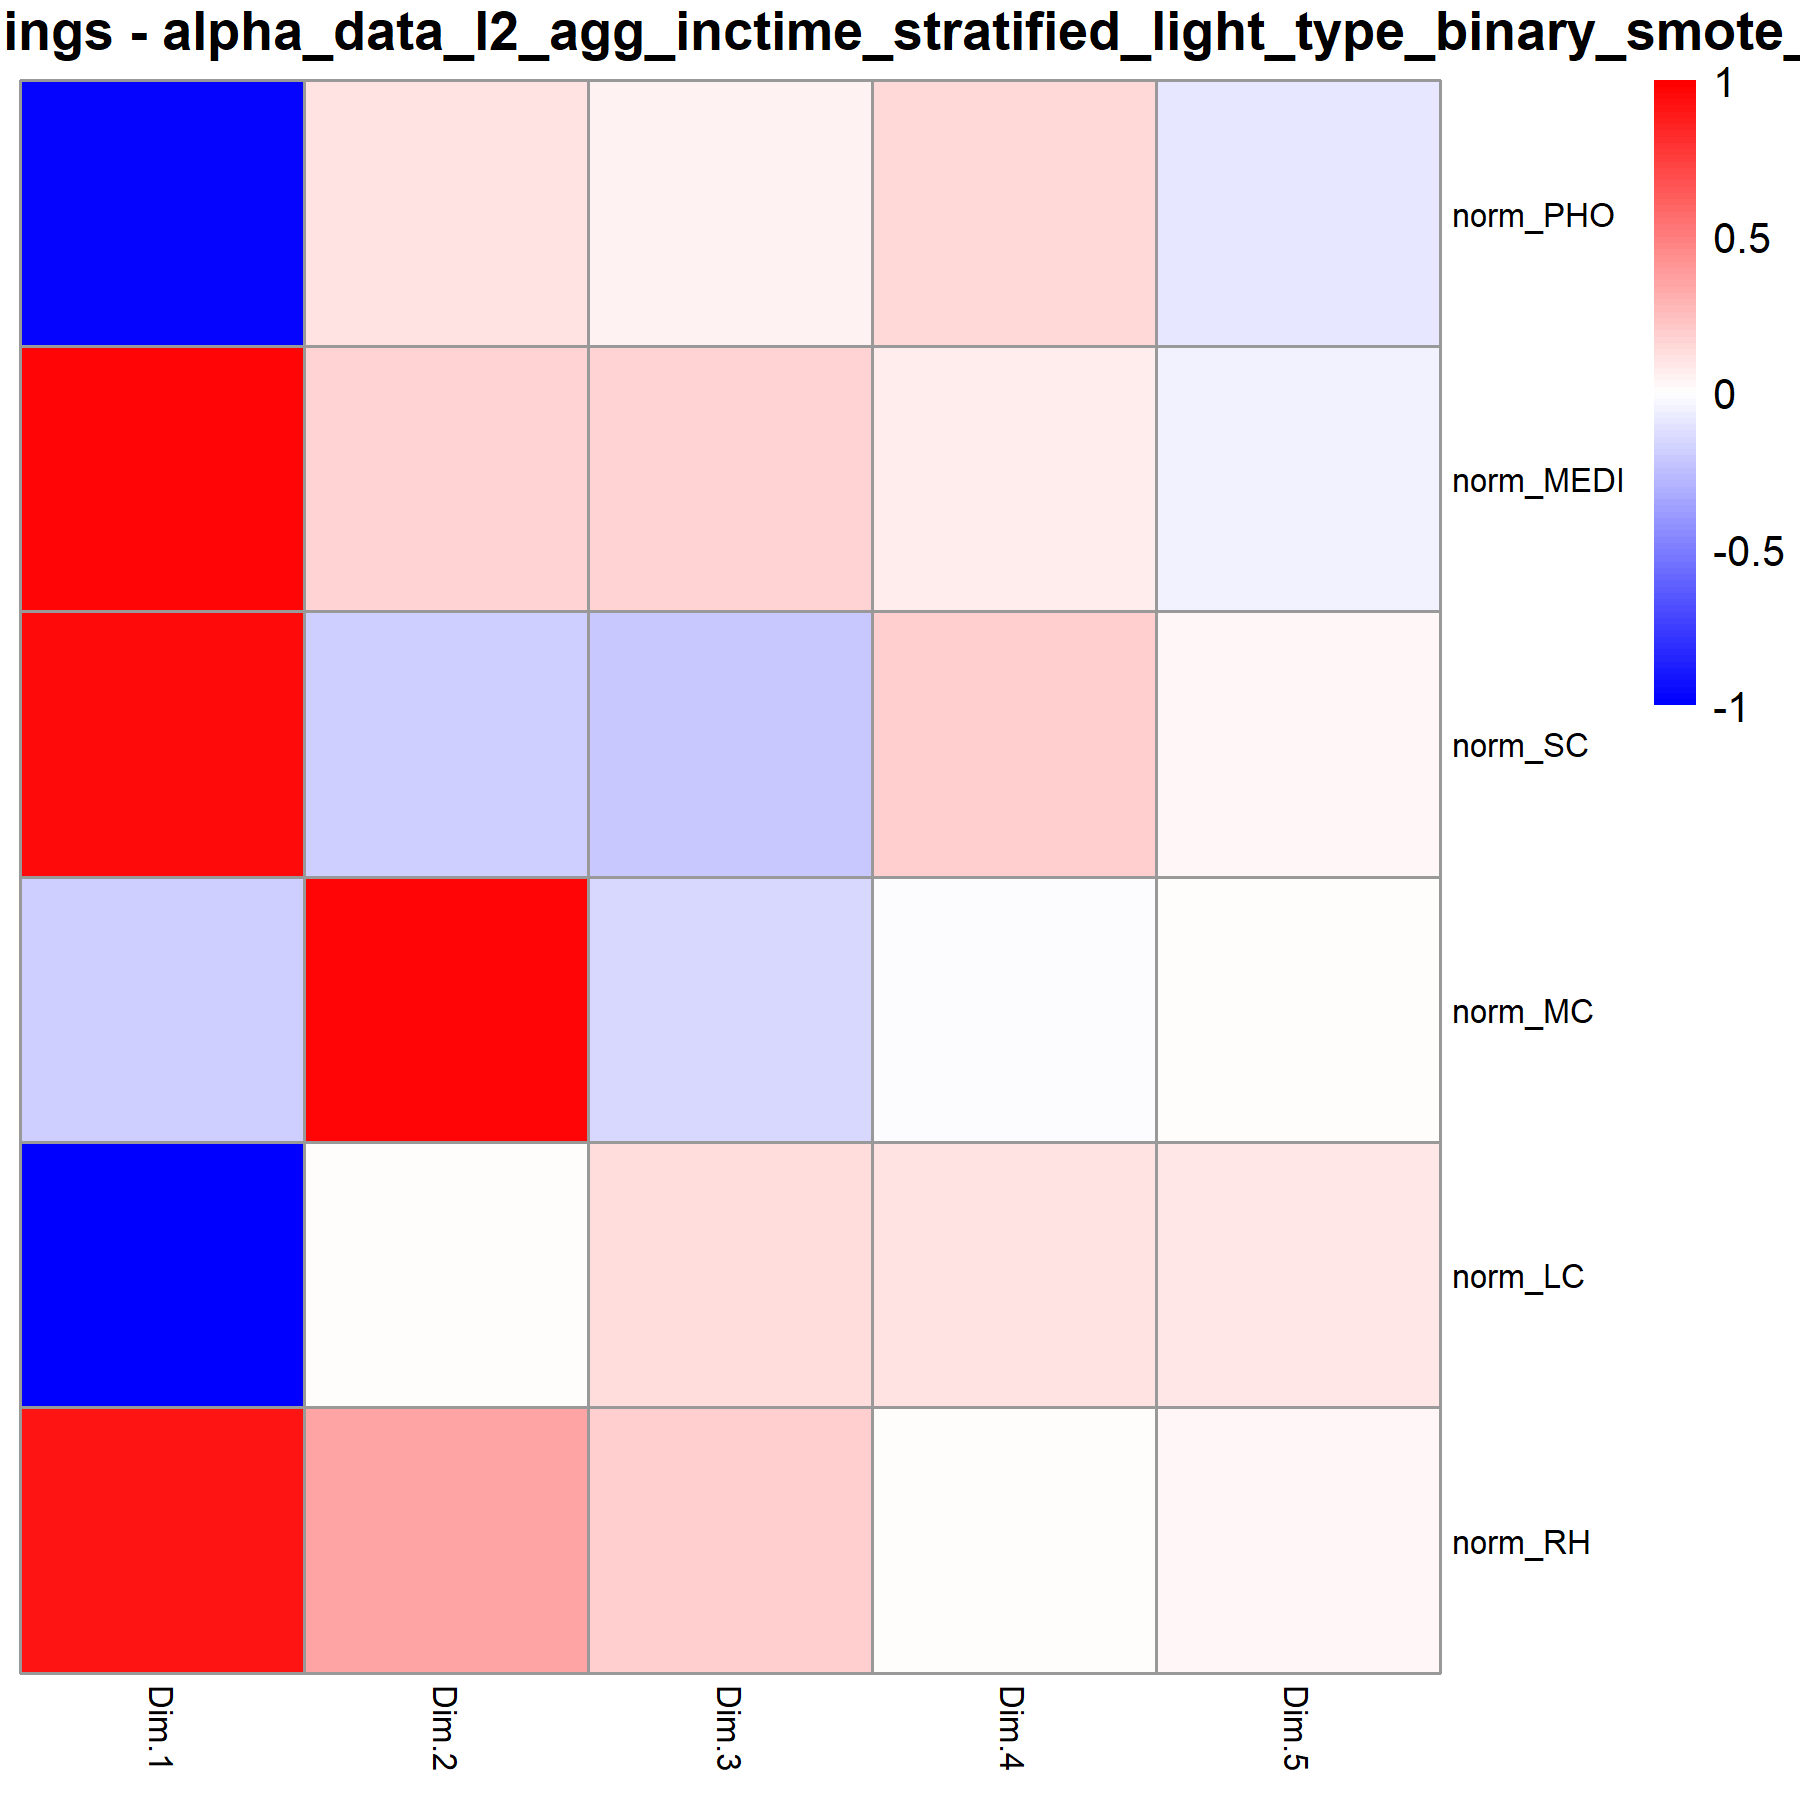 ings - alpha_data_l2_agg_inctime_stratified_light_type_binary_smote_
1
0.5
0
-0.5
-1
norm_PHO
norm_MEDI
norm_SC
norm_MC
norm_LC
norm_RH
Dim.1
Dim.2
Dim.3
Dim.4
Dim.5